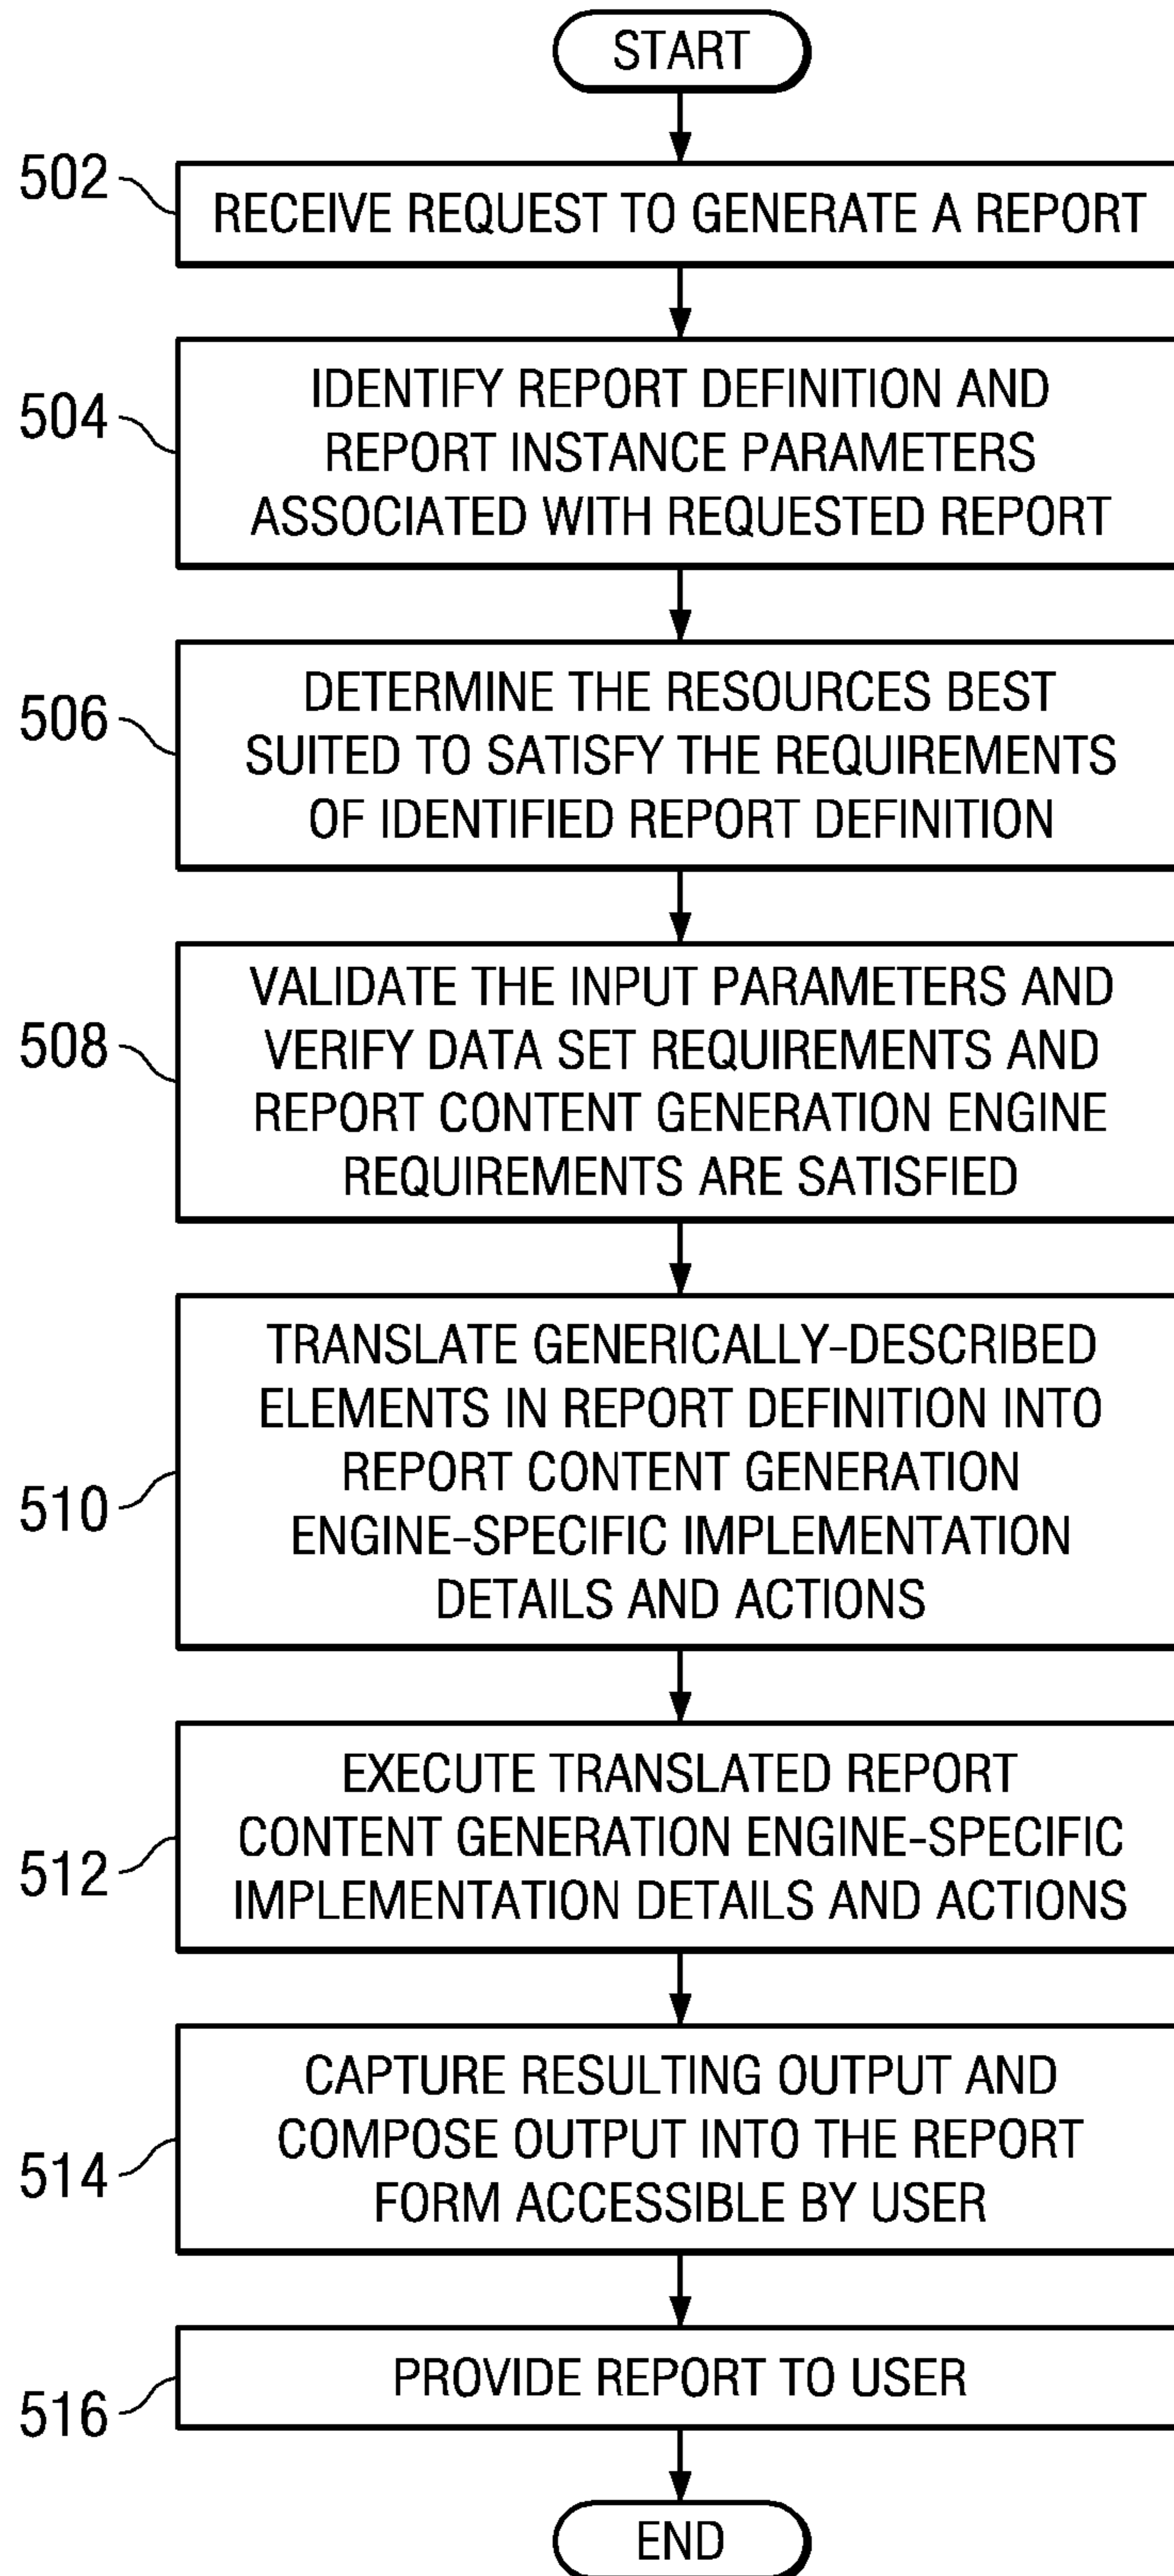 START
502
RECEIVE REQUEST TO GENERATE A REPORT
504
IDENTIFY REPORT DEFINITION AND
REPORT INSTANCE PARAMETERS
ASSOCIATED WITH REQUESTED REPORT
506
DETERMINE THE RESOURCES BEST
SUITED TO SATISFY THE REQUIREMENTS
OF IDENTIFIED REPORT DEFINITION
508
VALIDATE THE INPUT PARAMETERS AND
VERIFY DATA SET REQUIREMENTS AND
REPORT CONTENT GENERATION ENGINE
REQUIREMENTS ARE SATISFIED
510
TRANSLATE GENERICALLY-DESCRIBED
ELEMENTS IN REPORT DEFINITION INTO
REPORT CONTENT GENERATION
ENGINE-SPECIFIC IMPLEMENTATION
DETAILS AND ACTIONS
512
EXECUTE TRANSLATED REPORT
CONTENT GENERATION ENGINE-SPECIFIC
IMPLEMENTATION DETAILS AND ACTIONS
514
CAPTURE RESULTING OUTPUT AND
COMPOSE OUTPUT INTO THE REPORT
FORM ACCESSIBLE BY USER
516
PROVIDE REPORT TO USER
END